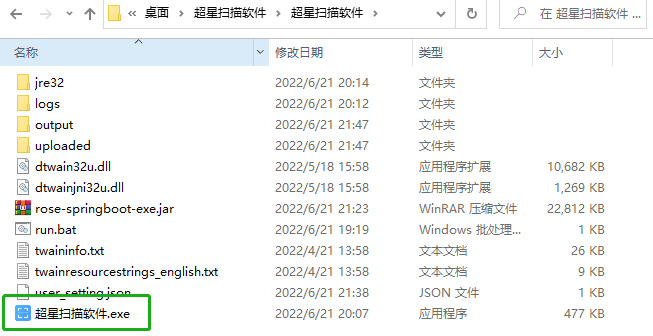 « 桌面 › 超星扫描软件 › 超星扫描软件 › 在 超星扫描软件 ...
名称 修改日期 类型 大小
jre32 2022/6/21 20:14 文件夹
logs 2022/6/21 20:12 文件夹
output 2022/6/21 21:47 文件夹
uploaded 2022/6/21 21:47 文件夹
dtwain32u.dll 2022/5/18 15:58 应用程序扩展 10,682 KB
dtwainjni32u.dll 2022/5/18 15:58 应用程序扩展 1,269 KB
rose-springboot-exe.jar 2022/6/21 21:23 WinRAR 压缩文件 22,812 KB
run.bat 2022/6/21 19:19 Windows 批处理... 1 KB
twaininfo.txt 2022/4/21 13:58 文本文档 26 KB
twainresourcestrings_english.txt 2022/4/21 13:58 文本文档 9 KB
user_setting.json 2022/6/21 21:38 JSON 文件 1 KB
超星扫描软件.exe 2022/6/21 20:07 应用程序 477 KB